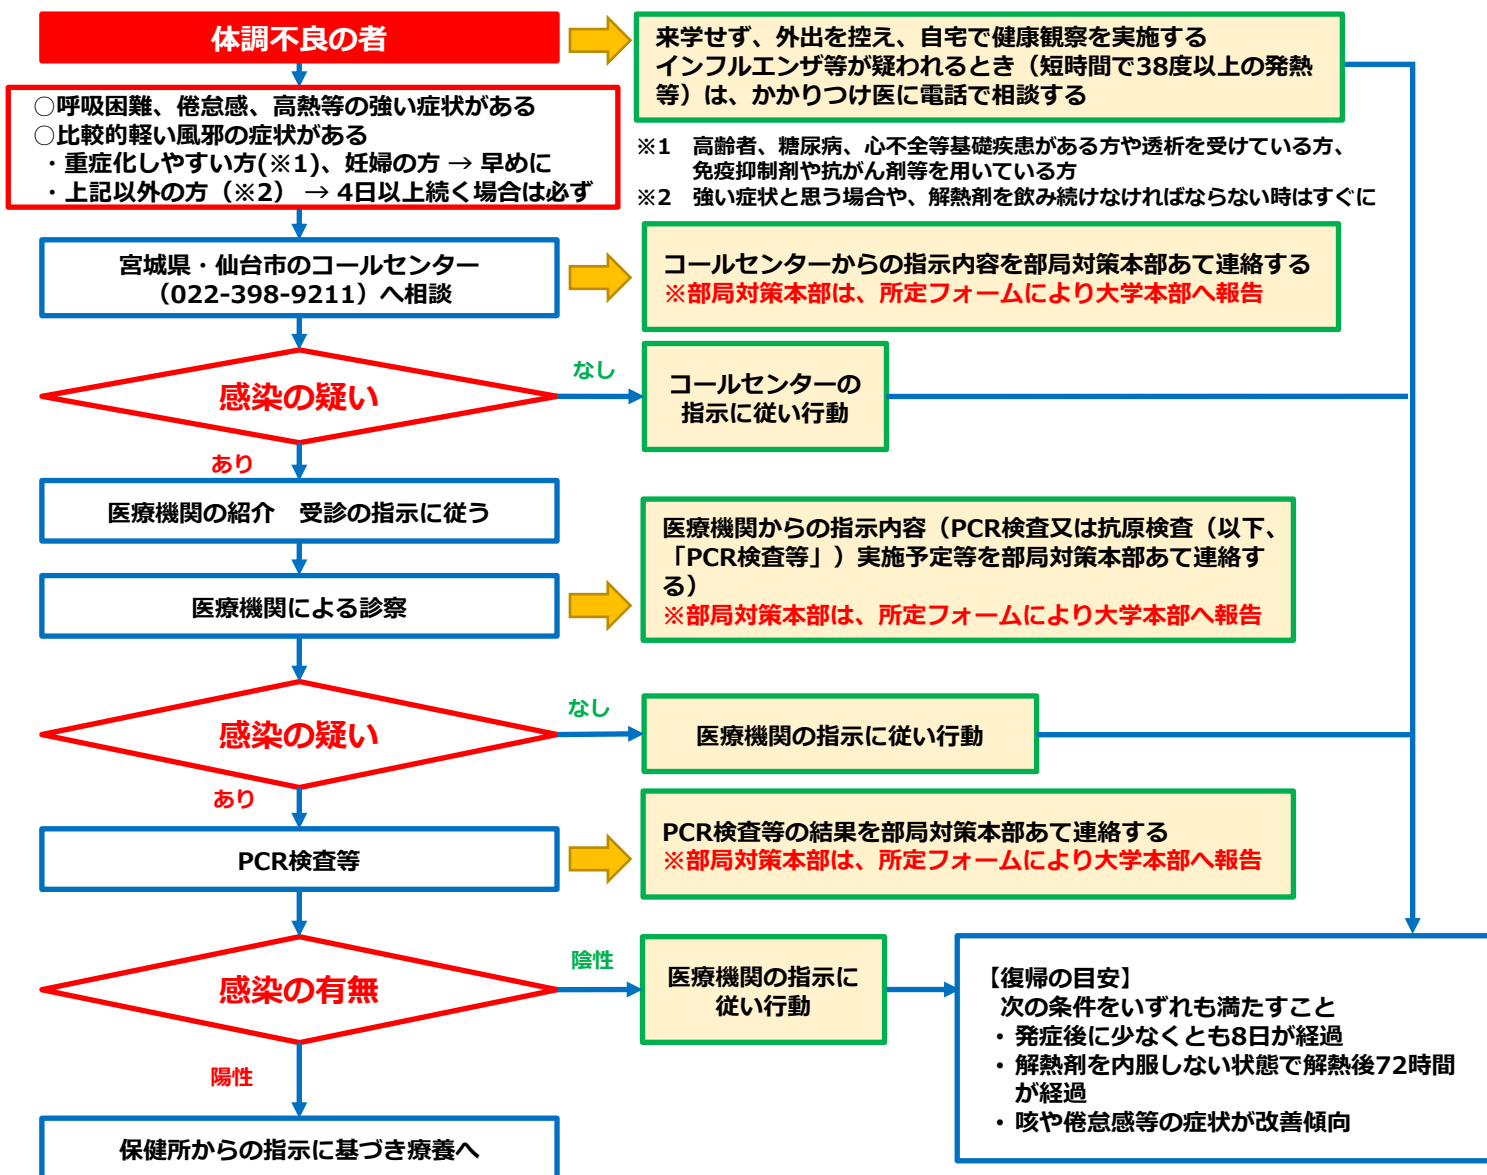 体調不良の者
来学せず、外出を控え、自宅で健康観察を実施する
インフルエンザ等が疑われるとき（短時間で38度以上の発熱
等）は、かかりつけ医に電話で相談する
○呼吸困難、倦怠感、高熱等の強い症状がある
○比較的軽い風邪の症状がある
・重症化しやすい方(※1)、妊婦の方 → 早めに
・上記以外の方（※2） → 4日以上続く場合は必ず
※1　高齢者、糖尿病、心不全等基礎疾患がある方や透析を受けている方、
免疫抑制剤や抗がん剤等を用いている方
※2　強い症状と思う場合や、解熱剤を飲み続けなければならない時はすぐに
宮城県・仙台市のコールセンター
（022-398-9211）へ相談
コールセンターからの指示内容を部局対策本部あて連絡する
※部局対策本部は、所定フォームにより大学本部へ報告
感染の疑い
なし
コールセンターの
指示に従い行動
あり
医療機関の紹介　受診の指示に従う
医療機関による診察
医療機関からの指示内容（PCR検査又は抗原検査（以下、
「PCR検査等」）実施予定等を部局対策本部あて連絡す
る）
※部局対策本部は、所定フォームにより大学本部へ報告
感染の疑い
なし
医療機関の指示に従い行動
あり
PCR検査等
PCR検査等の結果を部局対策本部あて連絡する
※部局対策本部は、所定フォームにより大学本部へ報告
感染の有無
陰性
医療機関の指示に
従い行動
【復帰の目安】
次の条件をいずれも満たすこと
・発症後に少なくとも8日が経過
・解熱剤を内服しない状態で解熱後72時間
が経過
・咳や倦怠感等の症状が改善傾向
陽性
保健所からの指示に基づき療養へ